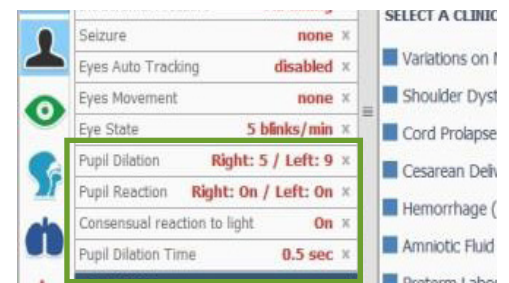 SELECT A CLINIC
Seizure none x
Eyes Auto Tracking disabled x
Eyes Movement none x
Eye State 5 blinks/min x
Pupil Dilation Right: 5 / Left: 9 x
Pupil Reaction Right: On / Left: On x
Consensual reaction to light On x
Pupil Dilation Time 0.5 sec x
Variations on
Shoulder Dyst
Cord Prolapse
Cesarean Deliv
Hemorrhage (
Amniotic Fluid
Preterm Labo